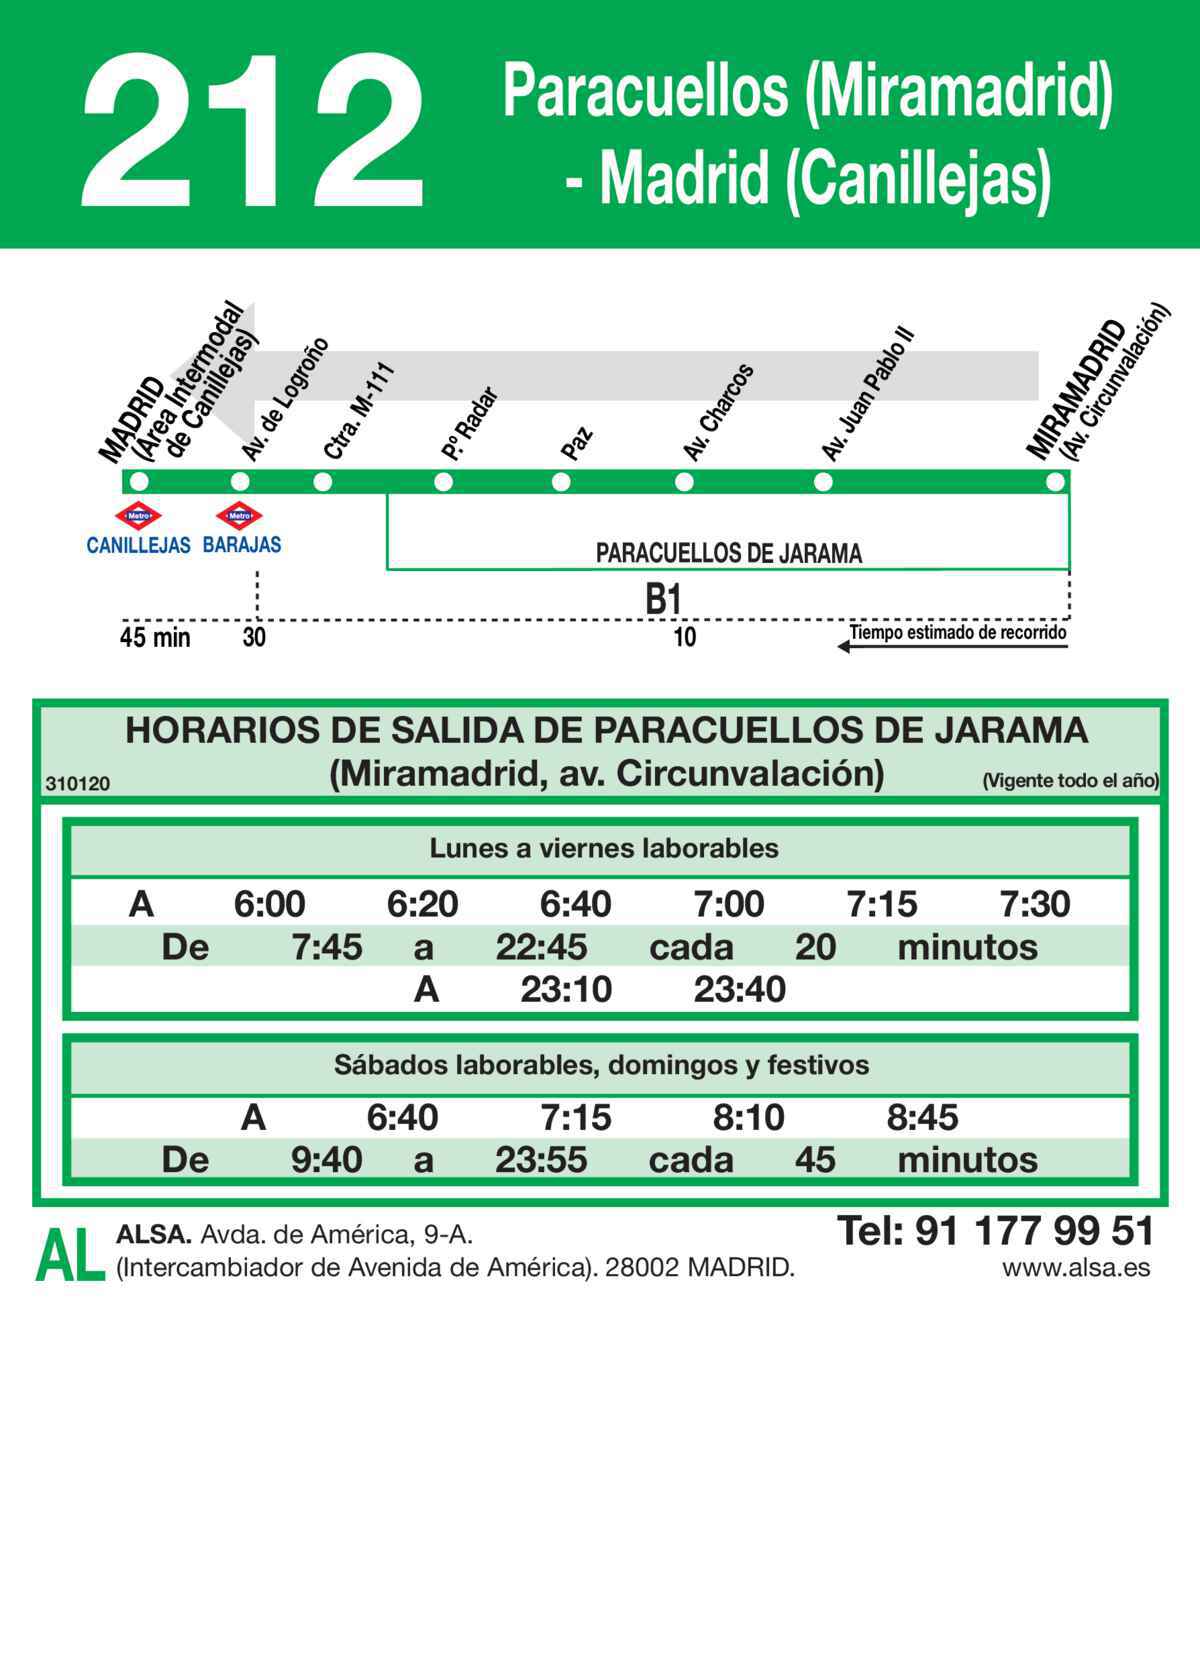 212
Paracuellos (Miramadrid)
- Madrid (Canillejas)
MADRID
(Área Intermodal
de Canillejas)
Av. de Logroño
Ctra. M-111
P.º Radar
Paz
Av. Charcos
Av. Juan Pablo II
MIRAMADRID
(Av. Circunvalación)
Metro
Metro
CANILLEJAS
BARAJAS
PARACUELLOS DE JARAMA
B1
45 min
30
10
Tiempo estimado de recorrido
HORARIOS DE SALIDA DE PARACUELLOS DE JARAMA
310120
(Miramadrid, av. Circunvalación)
(Vigente todo el año)
Lunes a viernes laborables
A 6:00 6:20 6:40 7:00 7:15 7:30
De 7:45 a 22:45 cada 20 minutos
A 23:10 23:40
Sábados laborables, domingos y festivos
A 6:40 7:15 8:10 8:45
De 9:40 a 23:55 cada 45 minutos
AL
ALSA. Avda. de América, 9-A.
(Intercambiador de Avenida de América). 28002 MADRID.
Tel: 91 177 99 51
www.alsa.es